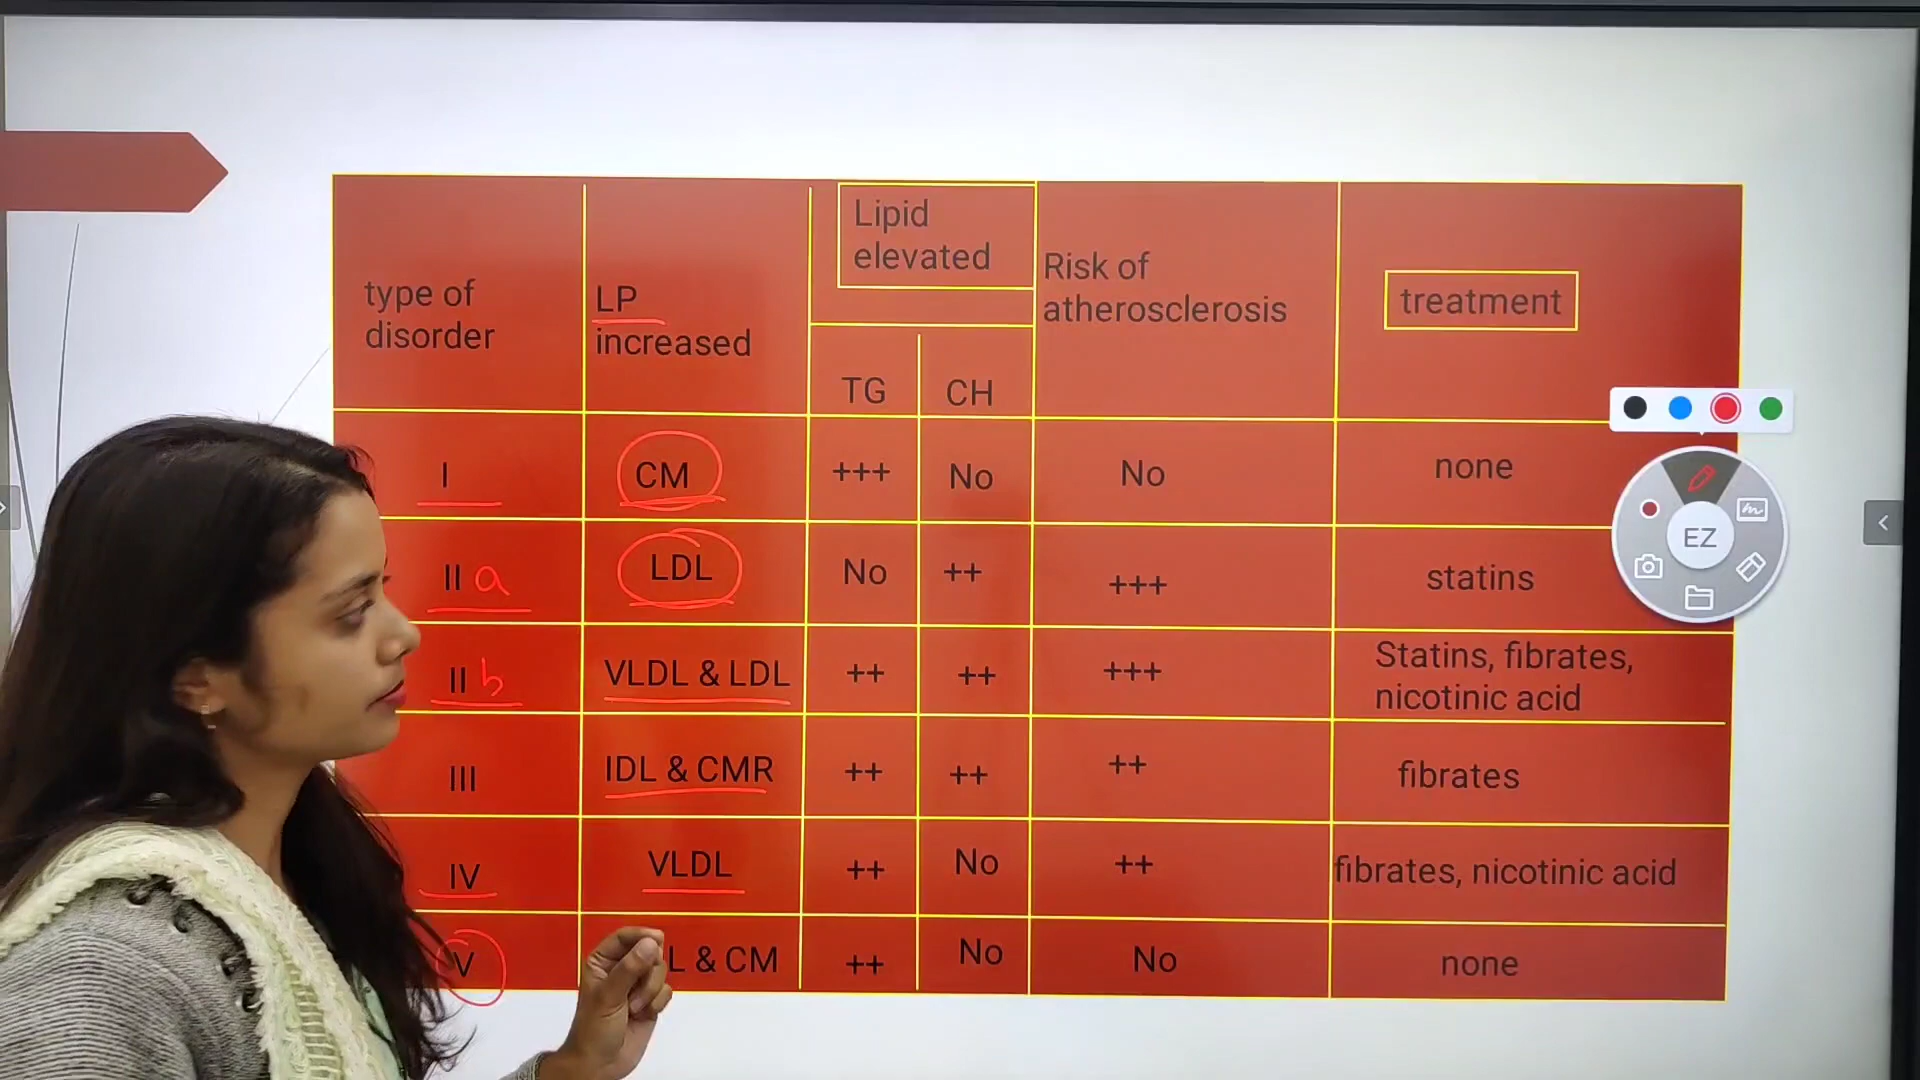 type of
disorder
LP
increased
Lipid
elevated
TG CH
Risk of
atherosclerosis
treatment
I CM +++ No No none
II a LDL No ++ +++ statins
II b VLDL & LDL ++ ++ +++ Statins, fibrates,
nicotinic acid
III IDL & CMR ++ ++ ++ fibrates
IV VLDL ++ No ++ fibrates, nicotinic acid
V L & CM ++ No No none
EZ